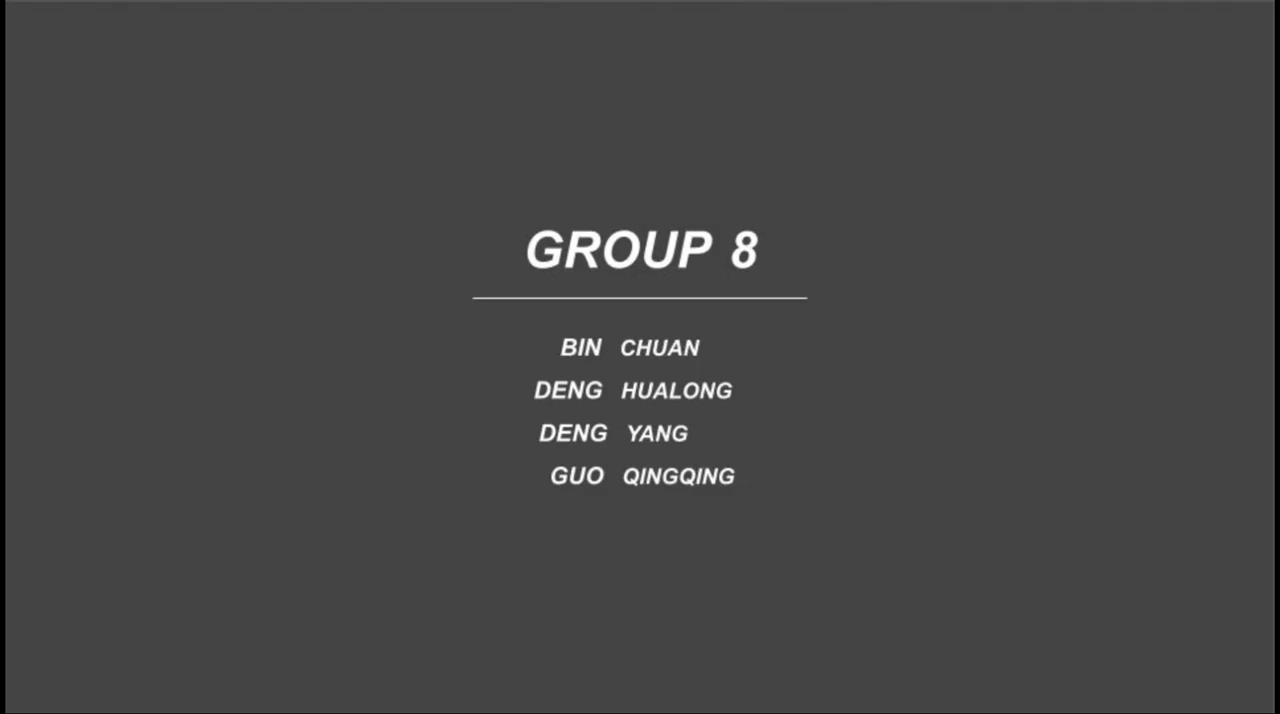 GROUP 8
BIN CHUAN
DENG HUALONG
DENG YANG
GUO QINGQING